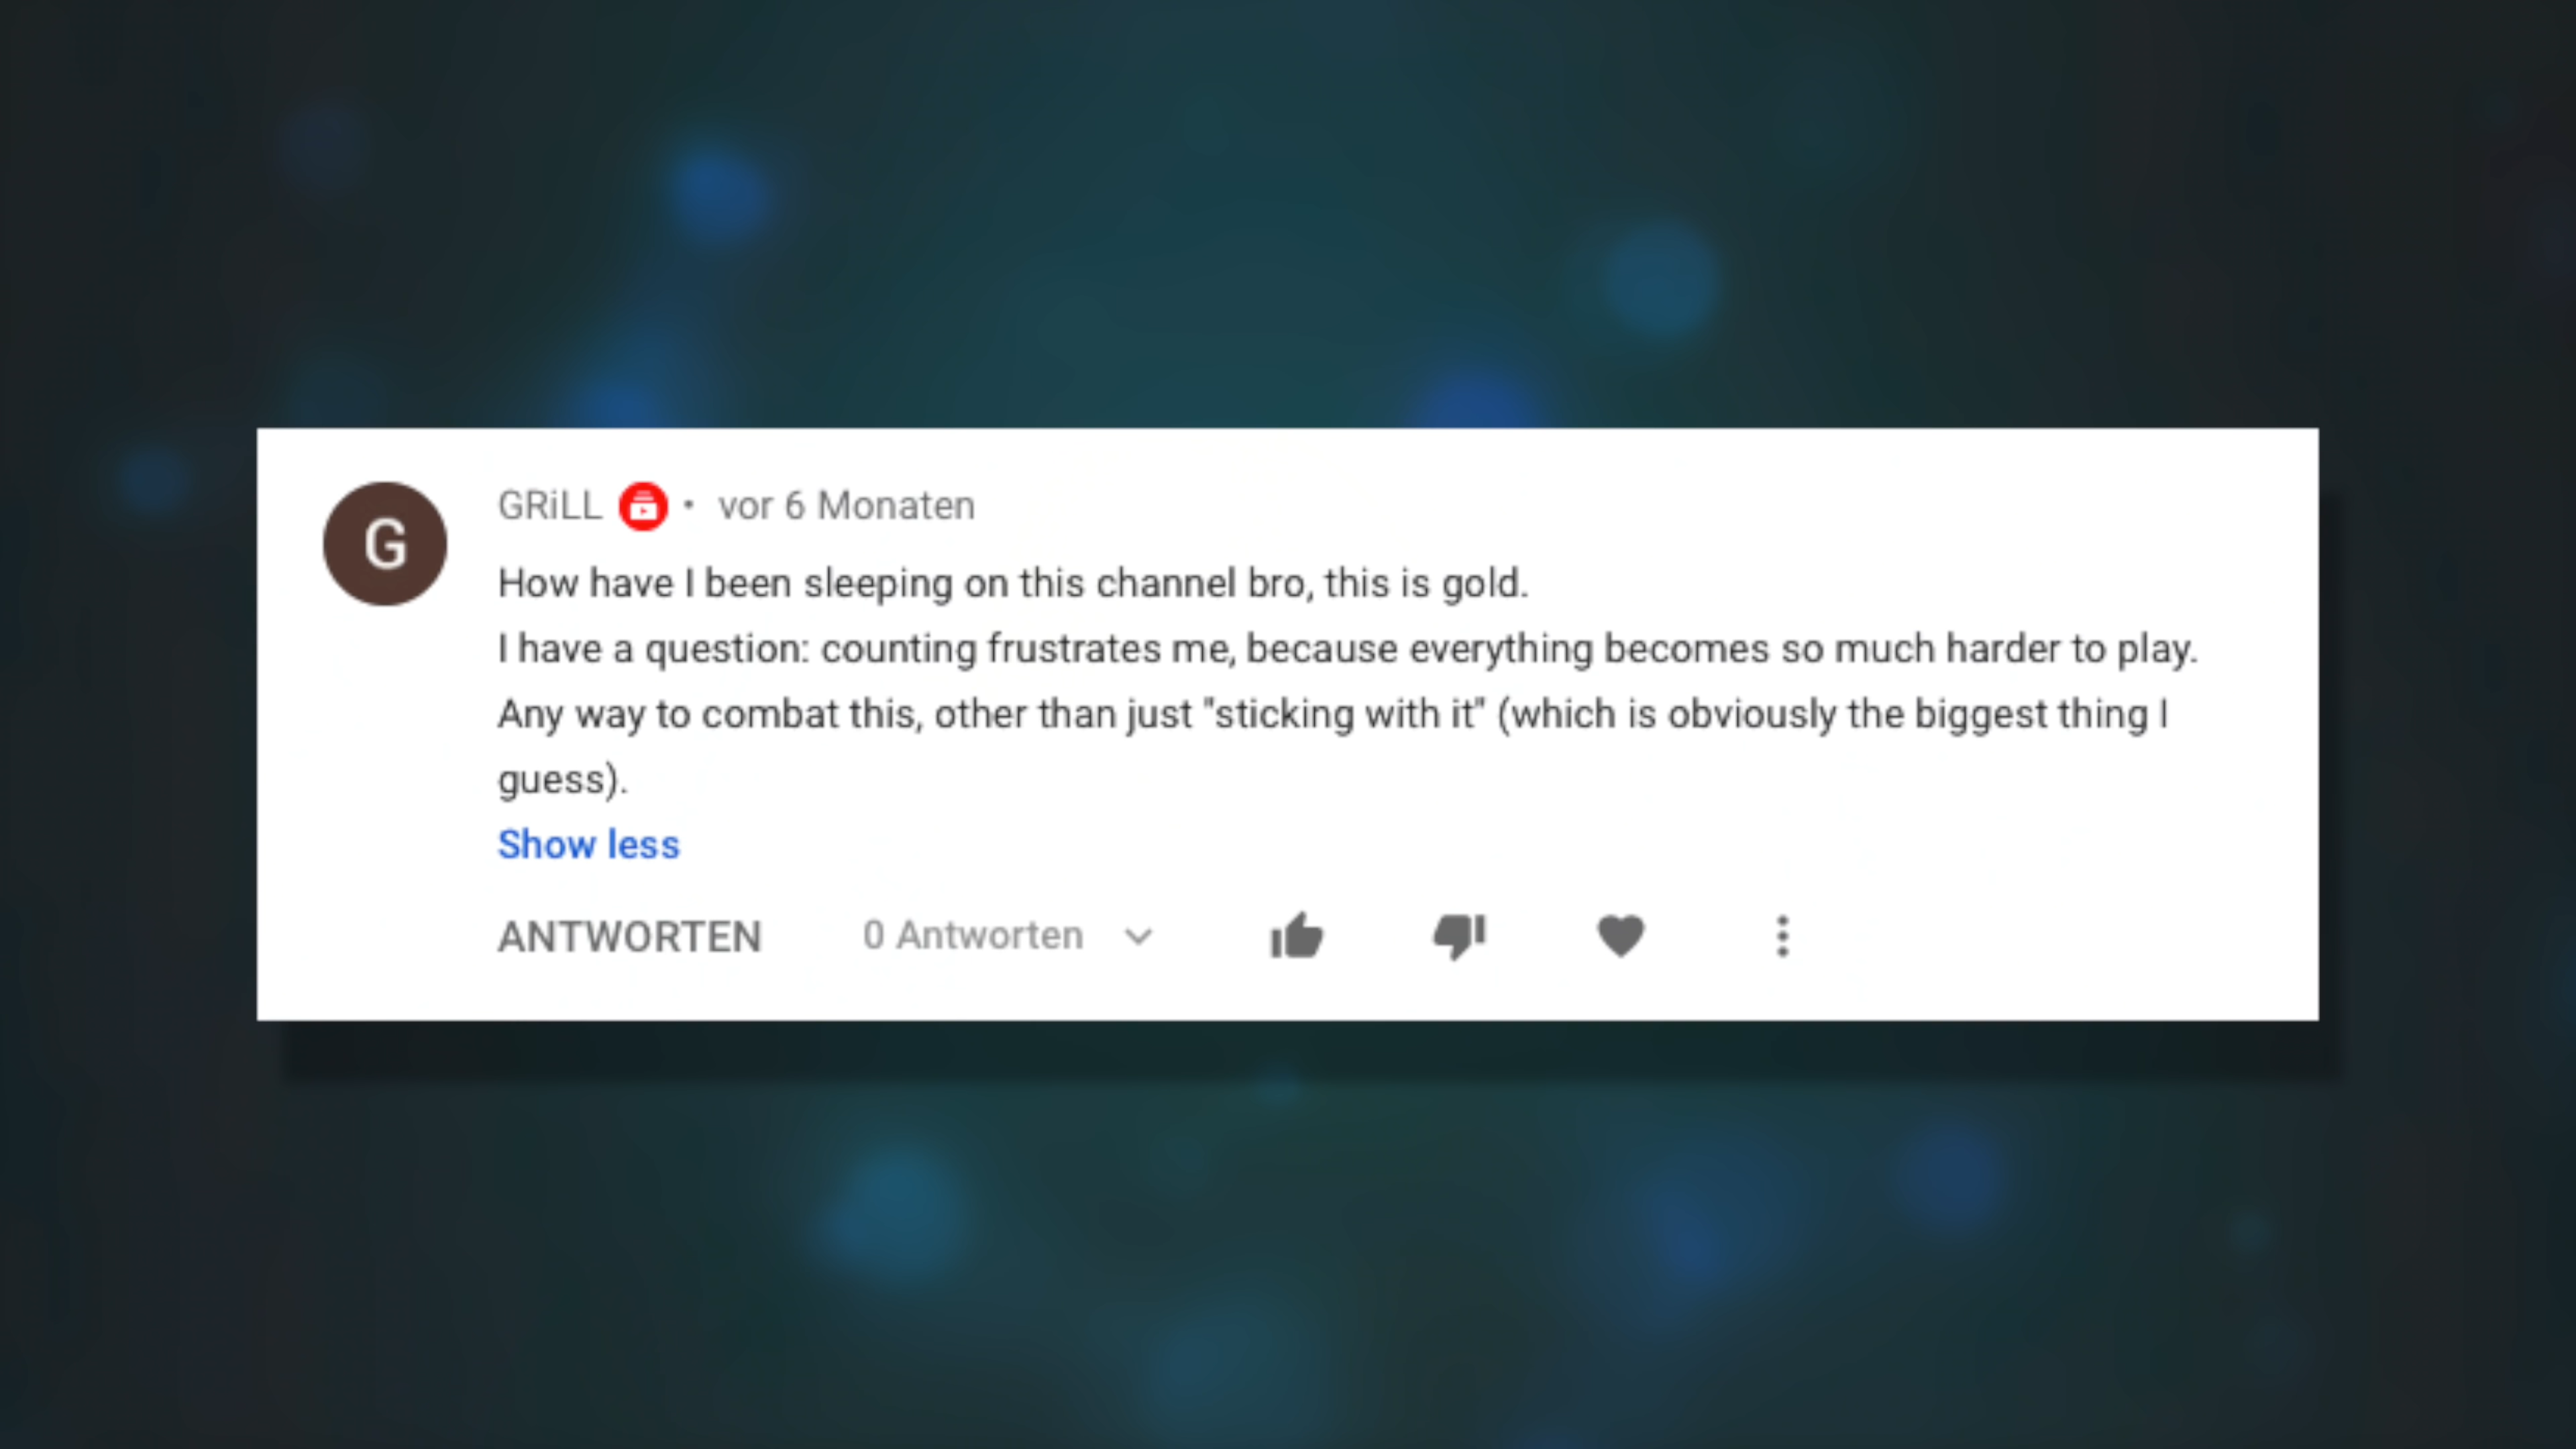 G
GRiLL • vor 6 Monaten
How have I been sleeping on this channel bro, this is gold.
I have a question: counting frustrates me, because everything becomes so much harder to play.
Any way to combat this, other than just "sticking with it" (which is obviously the biggest thing I
guess).
Show less
ANTWORTEN 0 Antworten